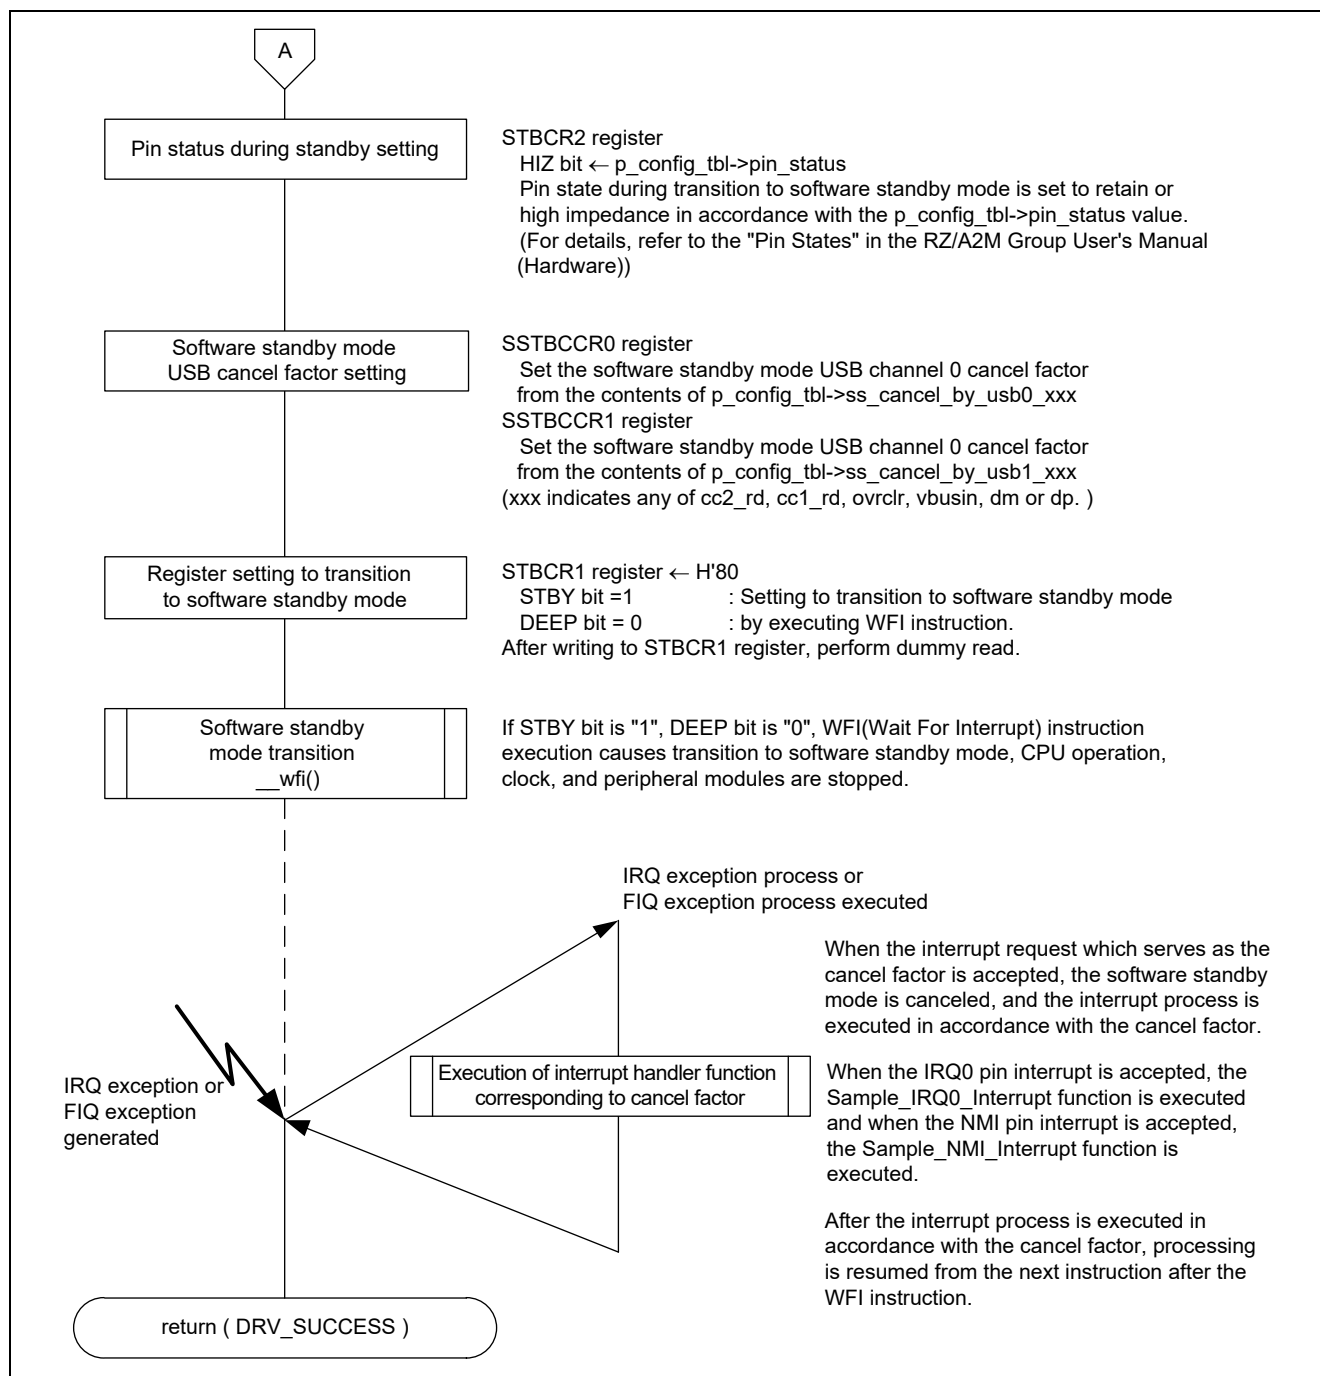 A
Pin status during standby setting
STBCR2 register
HIZ bit ← p_config_tbl->pin_status
Pin state during transition to software standby mode is set to retain or
high impedance in accordance with the p_config_tbl->pin_status value.
(For details, refer to the "Pin States" in the RZ/A2M Group User's Manual
(Hardware))
Software standby mode
USB cancel factor setting
SSTBCCR0 register
Set the software standby mode USB channel 0 cancel factor
from the contents of p_config_tbl->ss_cancel_by_usb0_xxx
SSTBCCR1 register
Set the software standby mode USB channel 0 cancel factor
from the contents of p_config_tbl->ss_cancel_by_usb1_xxx
(xxx indicates any of cc2_rd, cc1_rd, ovrclr, vbusin, dm or dp. )
Register setting to transition
to software standby mode
STBCR1 register ← H'80
STBY bit =1 : Setting to transition to software standby mode
DEEP bit = 0 : by executing WFI instruction.
After writing to STBCR1 register, perform dummy read.
Software standby
mode transition
__wfi()
If STBY bit is "1", DEEP bit is "0", WFI(Wait For Interrupt) instruction
execution causes transition to software standby mode, CPU operation,
clock, and peripheral modules are stopped.
IRQ exception process or
FIQ exception process executed
When the interrupt request which serves as the
cancel factor is accepted, the software standby
mode is canceled, and the interrupt process is
executed in accordance with the cancel factor.
IRQ exception or
FIQ exception
generated
Execution of interrupt handler function
corresponding to cancel factor
When the IRQ0 pin interrupt is accepted, the
Sample_IRQ0_Interrupt function is executed
and when the NMI pin interrupt is accepted,
the Sample_NMI_Interrupt function is
executed.
After the interrupt process is executed in
accordance with the cancel factor, processing
is resumed from the next instruction after the
WFI instruction.
return ( DRV_SUCCESS )